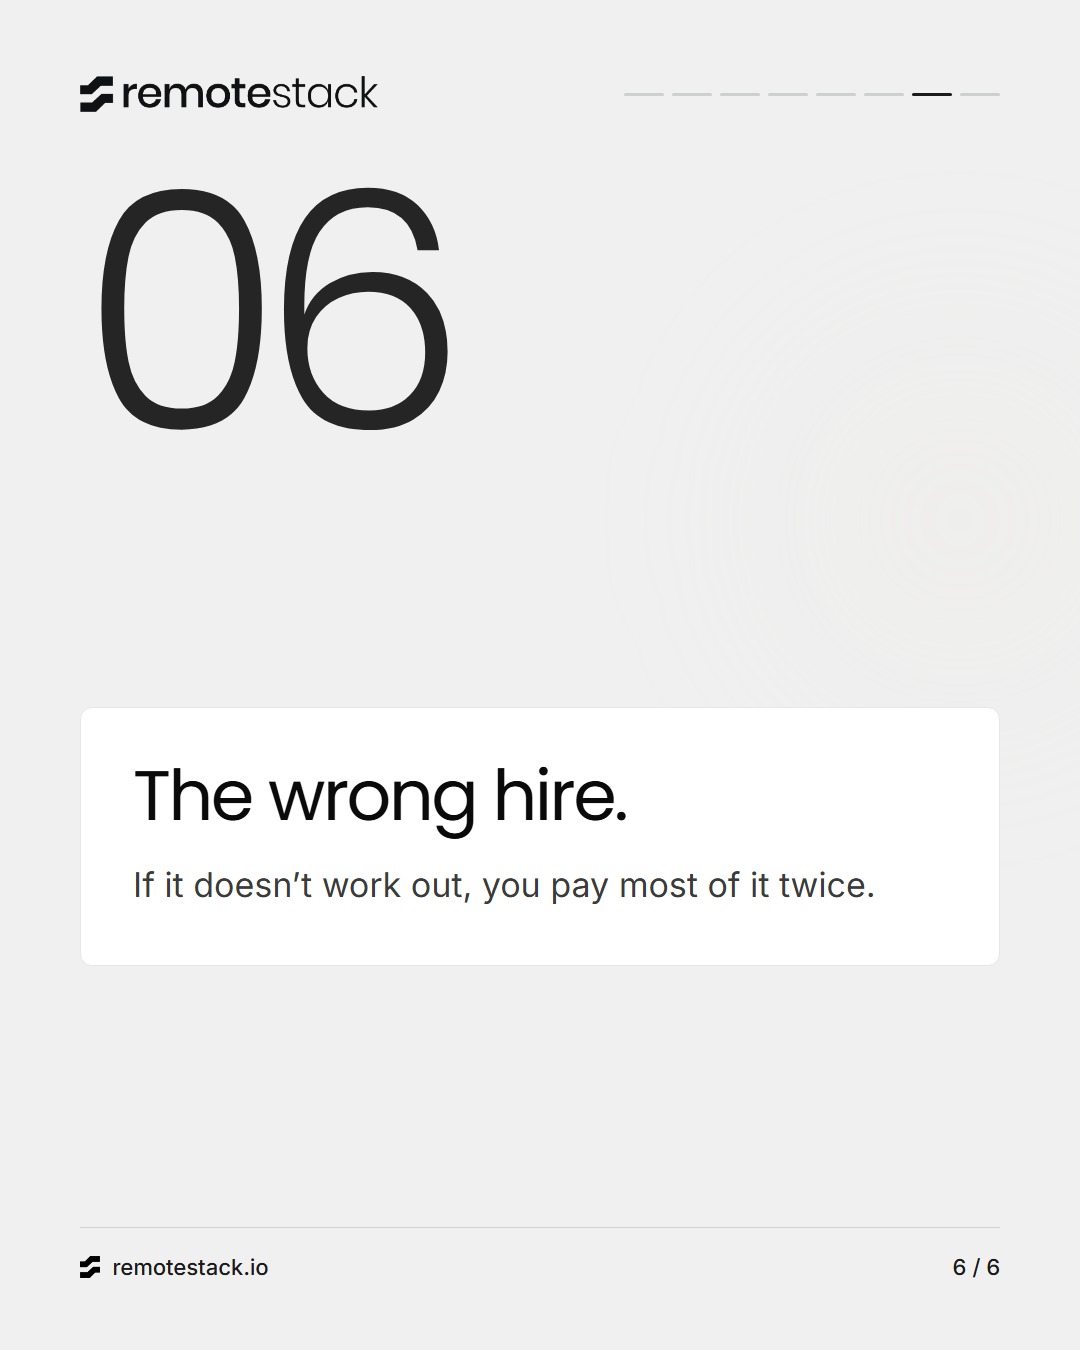 remotestack
06
The wrong hire.
If it doesn’t work out, you pay most of it twice.
remotestack.io
6 / 6